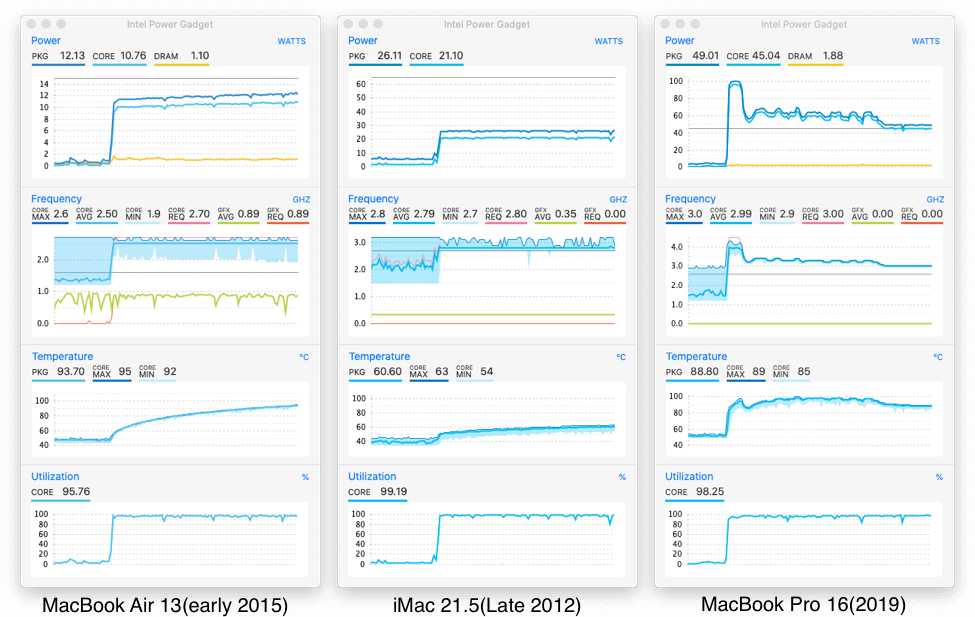 Intel Power Gadget
Power WATTS
PKG 12.13 CORE 10.76 DRAM 1.10
14
12
10
8
6
4
2
0
Frequency GHZ
CORE MAX 2.6 CORE AVG 2.50 CORE MIN 1.9 CORE REQ 2.70 GFX AVG 0.89 GFX REQ 0.89
2.0
1.0
0.0
Temperature °C
PKG 93.70 CORE MAX 95 CORE MIN 92
100
80
60
40
Utilization %
CORE 95.76
100
80
60
40
20
0
MacBook Air 13(early 2015)
Intel Power Gadget
Power WATTS
PKG 26.11 CORE 21.10
60
50
40
30
20
10
0
Frequency GHZ
CORE MAX 2.8 CORE AVG 2.79 CORE MIN 2.7 CORE REQ 2.80 GFX AVG 0.35 GFX REQ 0.00
3.0
2.0
1.0
0.0
Temperature °C
PKG 60.60 CORE MAX 63 CORE MIN 54
100
80
60
40
Utilization %
CORE 99.19
100
80
60
40
20
0
iMac 21.5(Late 2012)
Intel Power Gadget
Power WATTS
PKG 49.01 CORE 45.04 DRAM 1.88
100
80
60
40
20
0
Frequency GHZ
CORE MAX 3.0 CORE AVG 2.99 CORE MIN 2.9 CORE REQ 3.00 GFX AVG 0.00 GFX REQ 0.00
4.0
3.0
2.0
1.0
0.0
Temperature °C
PKG 88.80 CORE MAX 89 CORE MIN 85
100
80
60
40
Utilization %
CORE 98.25
100
80
60
40
20
0
MacBook Pro 16(2019)